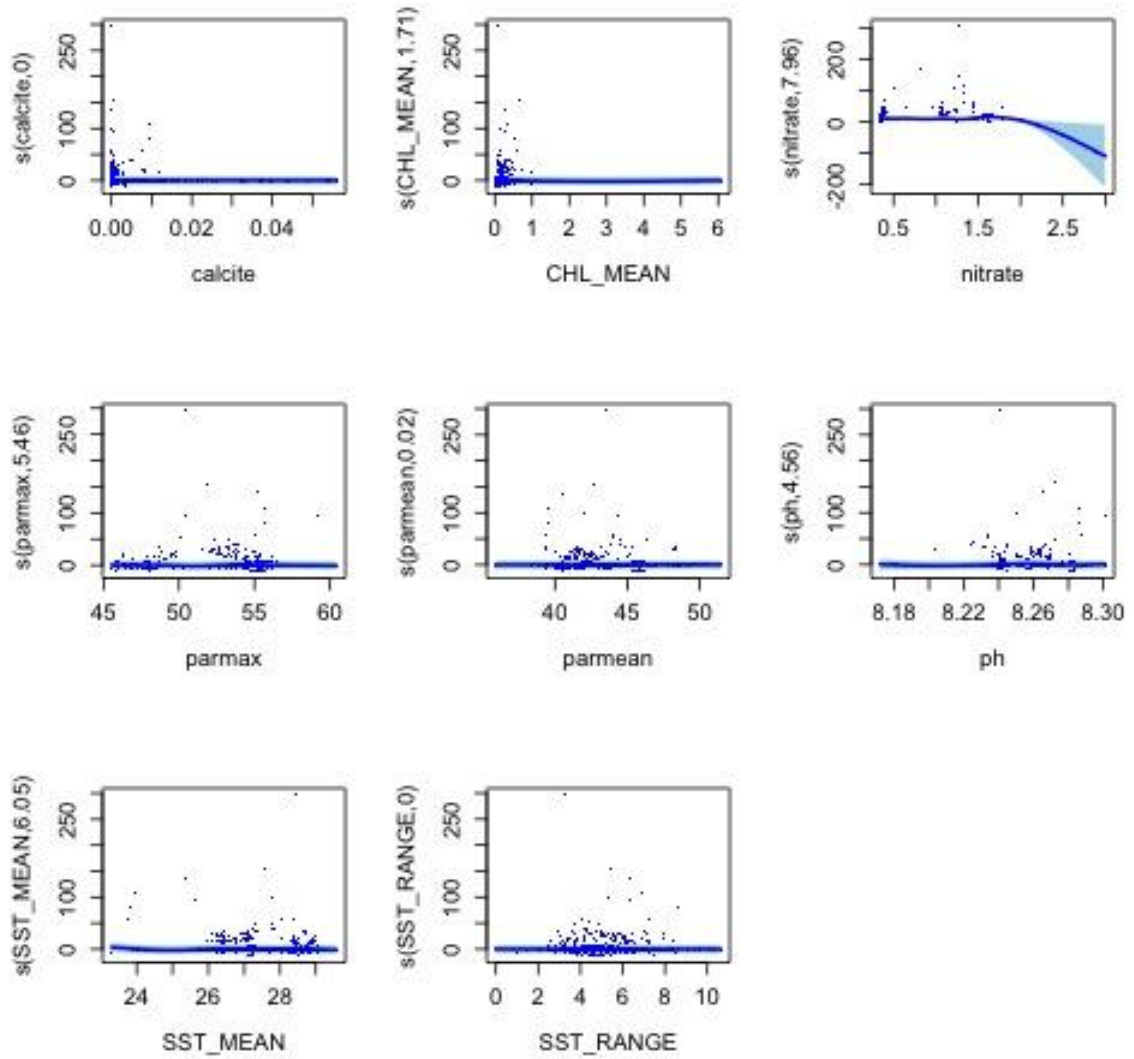 s(calcite,0)
250
100
0
0.00 0.02 0.04
calcite
s(CHL_MEAN,1.71)
250
100
0
0 1 2 3 4 5 6
CHL_MEAN
s(nitrate,7.96)
200
0
-200
0.5 1.5 2.5
nitrate
s(parmax,5.46)
250
100
0
45 50 55 60
parmax
s(parmean,0.02)
250
100
0
40 45 50
parmean
s(ph,4.56)
250
100
0
8.18 8.22 8.26 8.30
ph
s(SST_MEAN,6.05)
250
100
0
24 26 28
SST_MEAN
s(SST_RANGE,0)
250
100
0
0 2 4 6 8 10
SST_RANGE